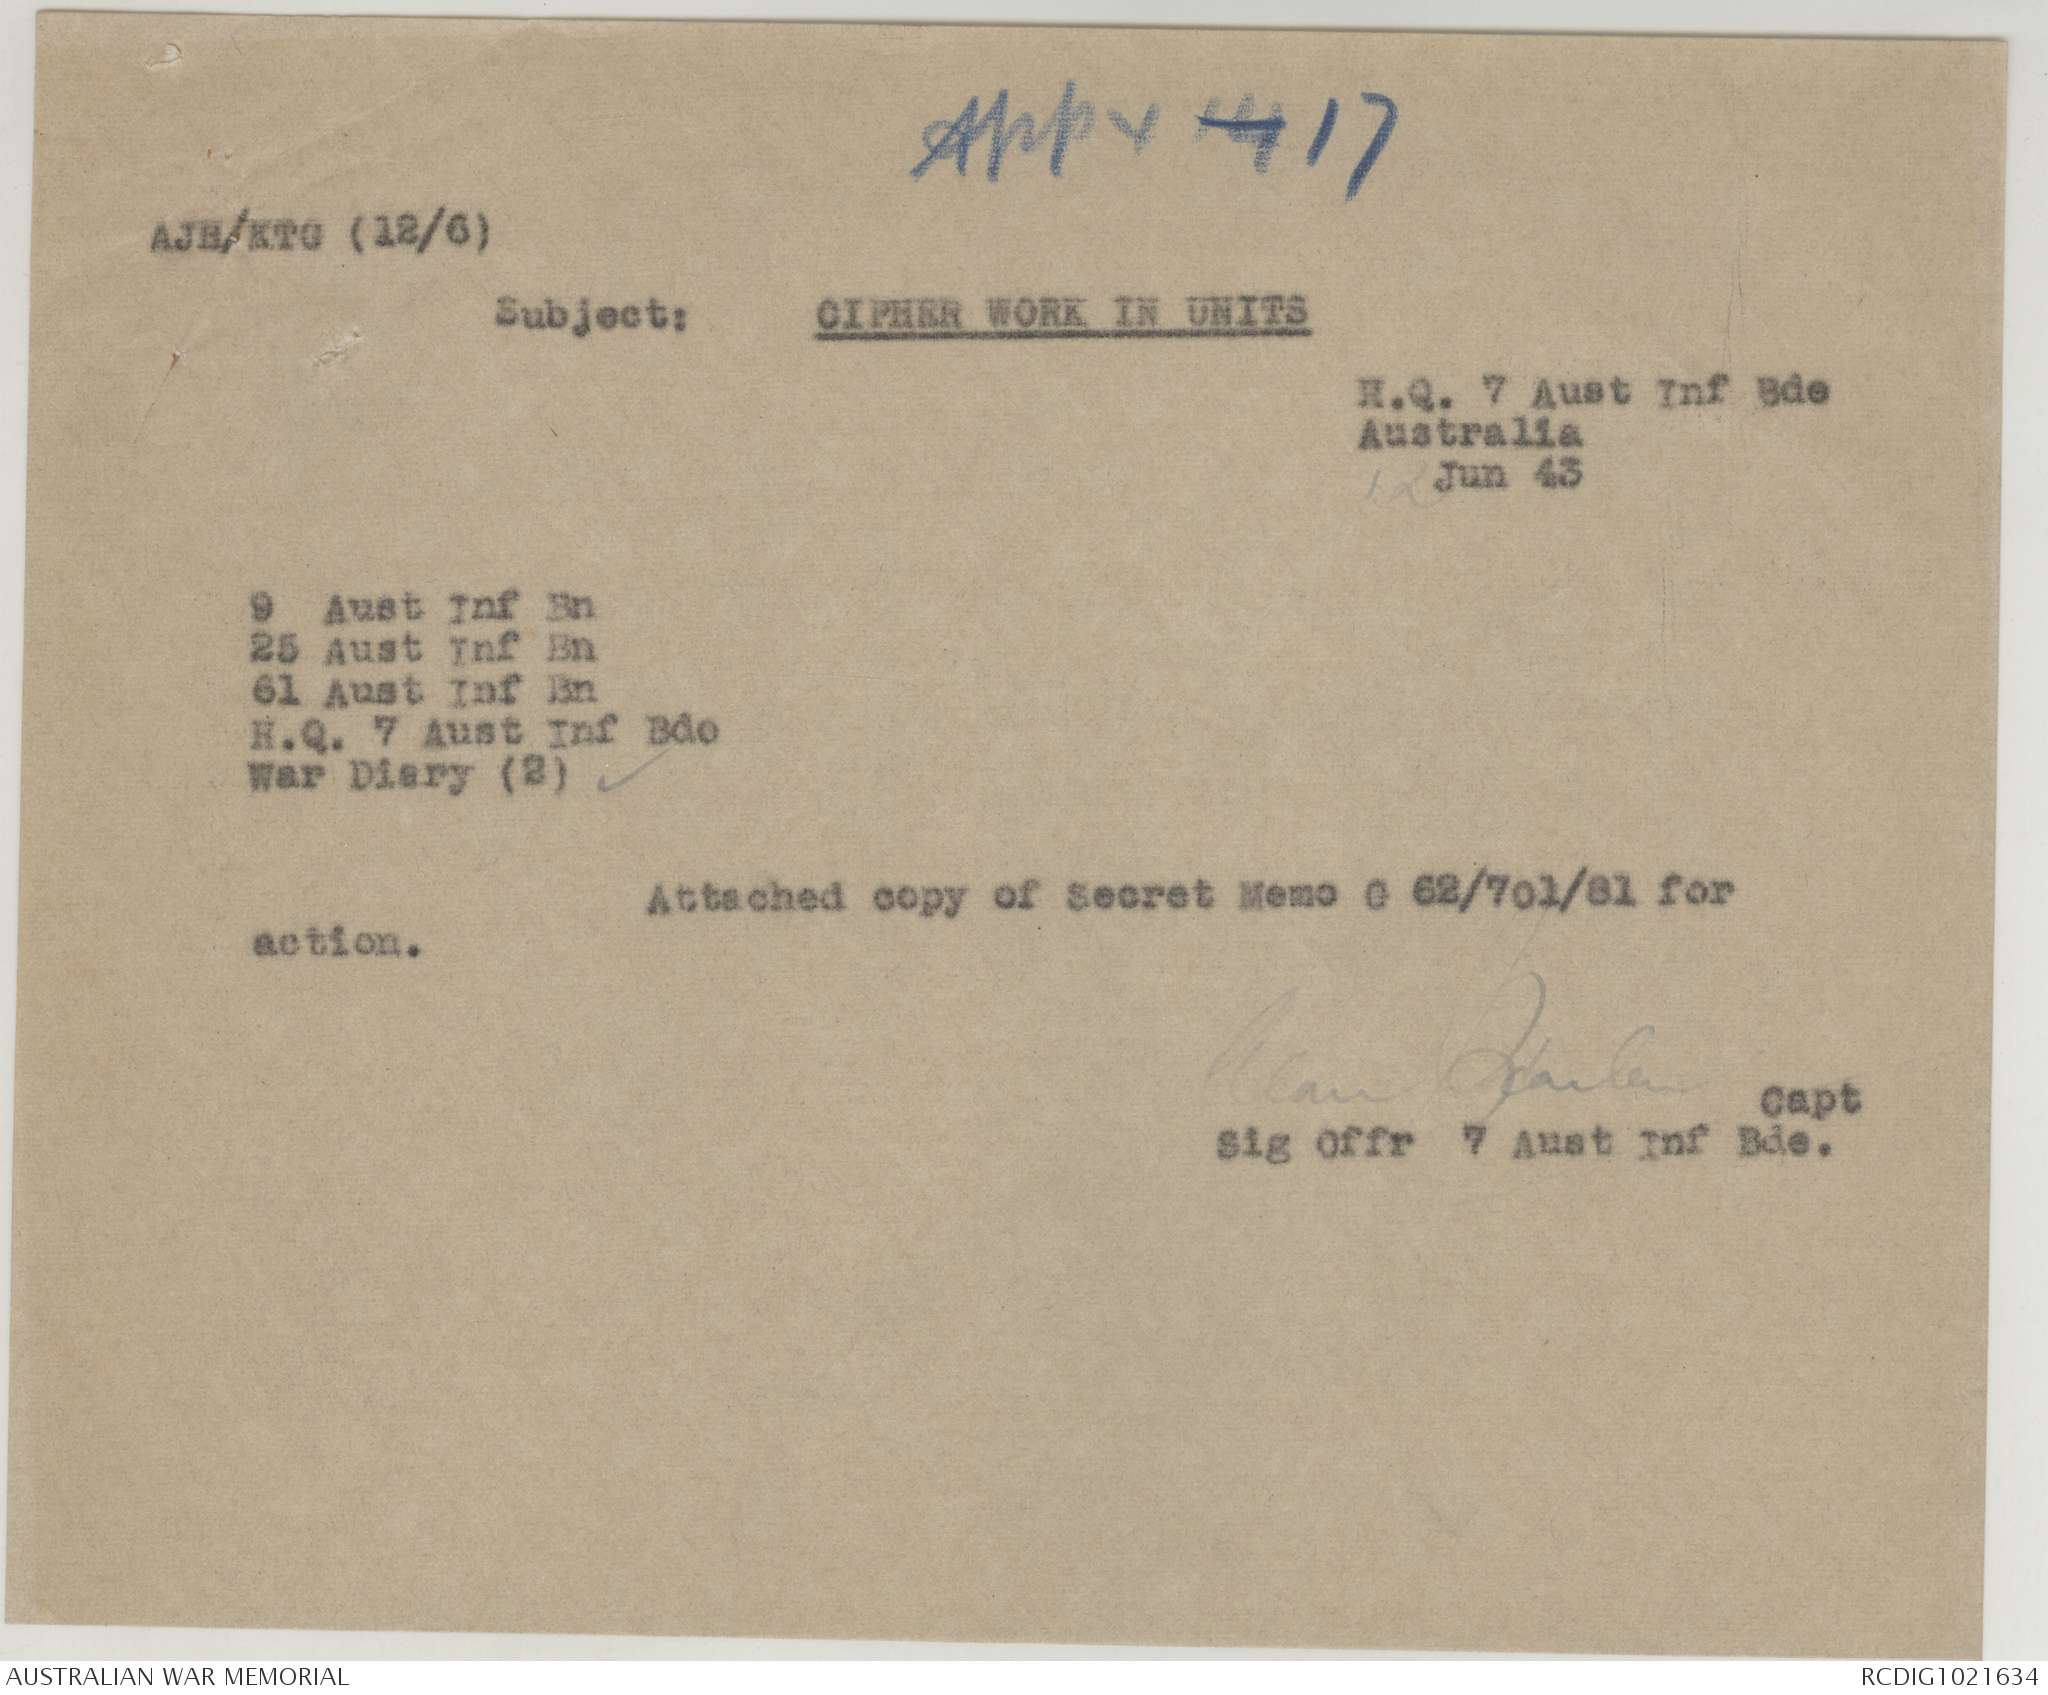 Appx 17
AJH/KTG (12/6)
Subject: CIPHER WORK IN UNITS
H.Q. 7 Aust Inf Bde
Australia
12 Jun 43
9 Aust Inf Bn
25 Aust Inf Bn
61 Aust Inf Bn
H.Q. 7 Aust Inf Bde
War Diary (2) ✓
Attached copy of Secret Memo G 62/701/81 for
action.
Capt
Sig Offr 7 Aust Inf Bde.
AUSTRALIAN WAR MEMORIAL
RCDIG1021634